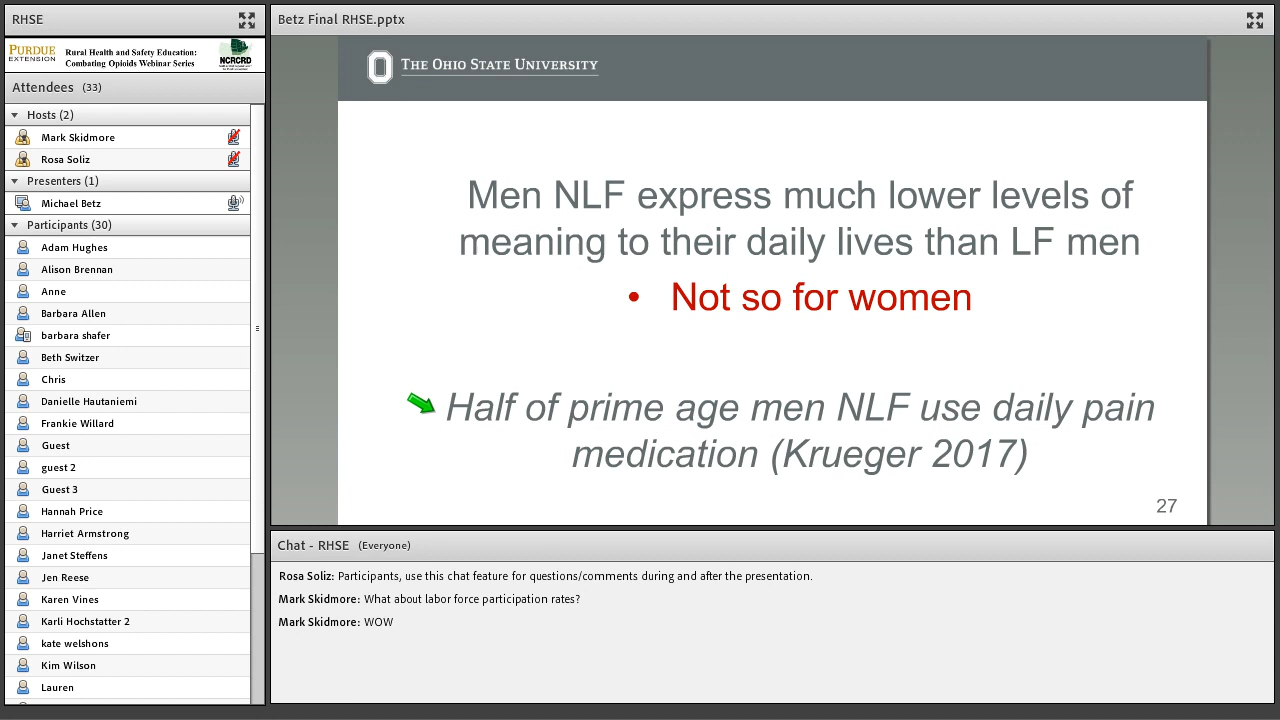 RHSE
PURDUE
EXTENSION
Rural Health and Safety Education:
Combating Opioids Webinar Series
NCRCRD
Attendees (33)
Hosts (2)
Mark Skidmore
Rosa Soliz
Presenters (1)
Michael Betz
Participants (30)
Adam Hughes
Alison Brennan
Anne
Barbara Allen
barbara shafer
Beth Switzer
Chris
Danielle Hautaniemi
Frankie Willard
Guest
guest 2
Guest 3
Hannah Price
Harriet Armstrong
Janet Steffens
Jen Reese
Karen Vines
Karli Hochstatter 2
kate welshons
Kim Wilson
Lauren
Betz Final RHSE.pptx
THE OHIO STATE UNIVERSITY
Men NLF express much lower levels of
meaning to their daily lives than LF men
• Not so for women
Half of prime age men NLF use daily pain
medication (Krueger 2017)
27
Chat - RHSE (Everyone)
Rosa Soliz: Participants, use this chat feature for questions/comments during and after the presentation.
Mark Skidmore: What about labor force participation rates?
Mark Skidmore: WOW